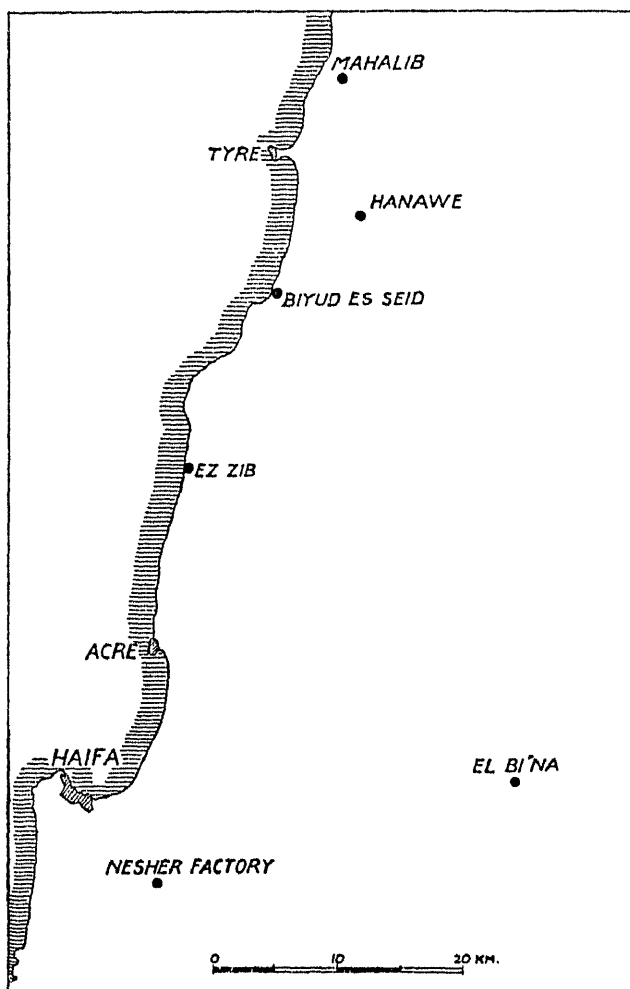 MAHALIB
TYRE
HANAWE
BIYUD ES SEID
EZ ZIB
ACRE
HAIFA
EL BI'NA
NESHER FACTORY
0 10 20 KM.